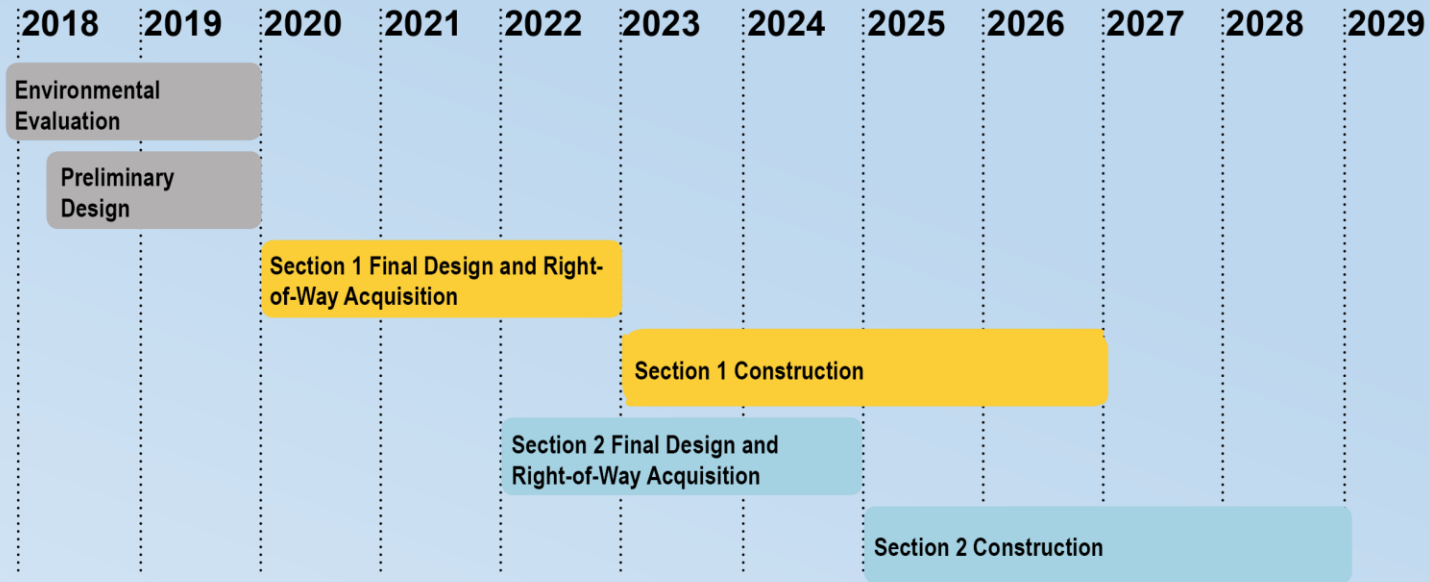 2018 2019 2020 2021 2022 2023 2024 2025 2026 2027 2028 2029
Environmental
Evaluation
Preliminary
Design
Section 1 Final Design and Right-
of-Way Acquisition
Section 1 Construction
Section 2 Final Design and
Right-of-Way Acquisition
Section 2 Construction